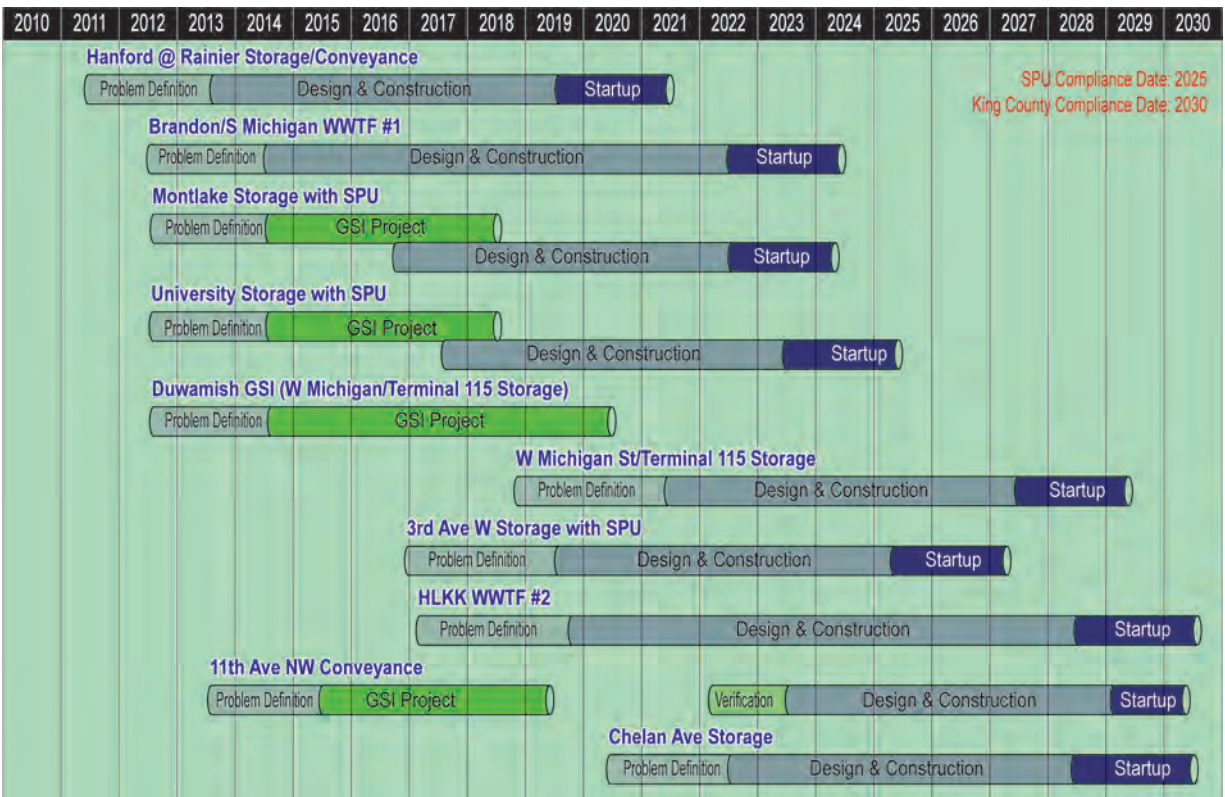 2010 2011 2012 2013 2014 2015 2016 2017 2018 2019 2020 2021 2022 2023 2024 2025 2026 2027 2028 2029 2030
Hanford @ Rainier Storage/Conveyance
SPU Compliance Date: 2025
Problem Definition Design & Construction Startup
King County Compliance Date: 2030
Brandon/S Michigan WWTF #1
Problem Definition Design & Construction Startup
Montlake Storage with SPU
Problem Definition GSI Project
Design & Construction Startup
University Storage with SPU
Problem Definition GSI Project
Design & Construction Startup
Duwamish GSI (W Michigan/Terminal 115 Storage)
Problem Definition GSI Project
W Michigan St/Terminal 115 Storage
Problem Definition Design & Construction Startup
3rd Ave W Storage with SPU
Problem Definition Design & Construction Startup
HLKK WWTF #2
Problem Definition Design & Construction Startup
11th Ave NW Conveyance
Problem Definition GSI Project Verification Design & Construction Startup
Chelan Ave Storage
Problem Definition Design & Construction Startup